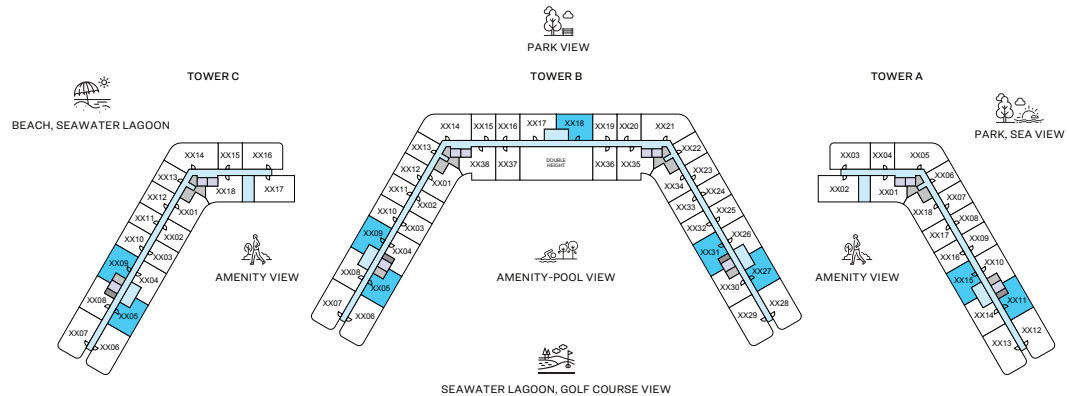 PARK VIEW
TOWER C
TOWER B
TOWER A
BEACH, SEAWATER LAGOON
PARK, SEA VIEW
XX14
XX15
XX16
XX13
XX12
XX11
XX10
XX09
XX08
XX07
XX06
XX05
XX04
XX03
XX02
XX01
XX18
XX17
XX14
XX15
XX16
XX17
XX18
XX19
XX20
XX21
XX13
XX12
XX11
XX10
XX09
XX08
XX07
XX06
XX05
XX04
XX03
XX02
XX01
XX38
XX37
DOUBLE
HEIGHT
XX36
XX35
XX22
XX23
XX24
XX25
XX26
XX27
XX28
XX29
XX30
XX31
XX32
XX33
XX34
XX03
XX04
XX05
XX02
XX01
XX06
XX07
XX08
XX09
XX10
XX11
XX12
XX13
XX14
XX15
XX16
XX17
XX18
AMENITY VIEW
AMENITY-POOL VIEW
AMENITY VIEW
SEAWATER LAGOON, GOLF COURSE VIEW